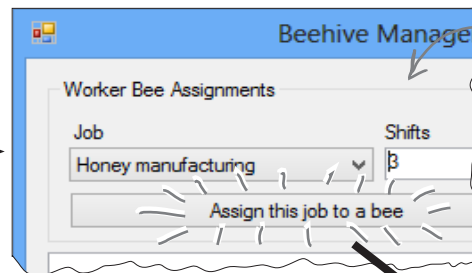 Beehive Manage
Worker Bee Assignments
Job
Shifts
Honey manufacturing
3
Assign this job to a bee